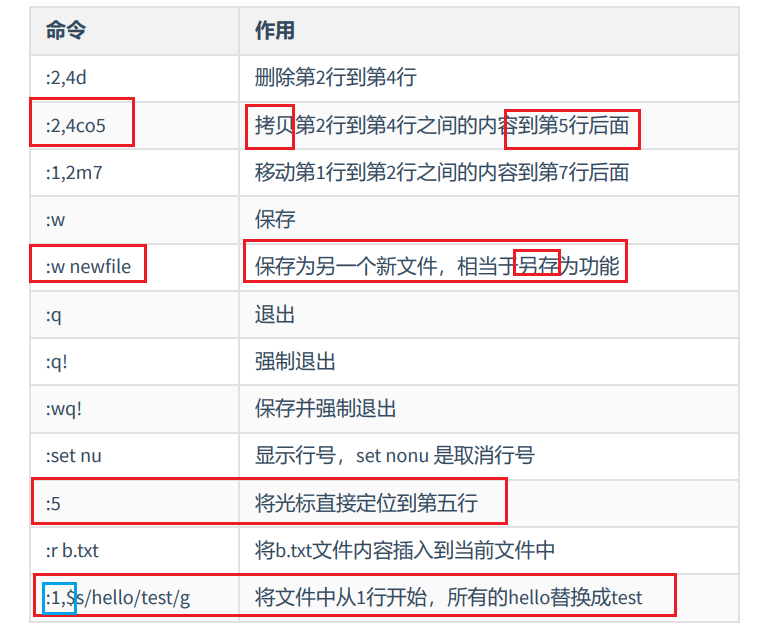 命令 作用
:2,4d 删除第2行到第4行
:2,4co5 拷贝第2行到第4行之间的内容到第5行后面
:1,2m7 移动第1行到第2行之间的内容到第7行后面
:w 保存
:w newfile 保存为另一个新文件，相当于另存为功能
:q 退出
:q! 强制退出
:wq! 保存并强制退出
:set nu 显示行号，set nonu 是取消行号
:5 将光标直接定位到第五行
:r b.txt 将b.txt文件内容插入到当前文件中
:1,$s/hello/test/g 将文件中从1行开始，所有的hello替换成test